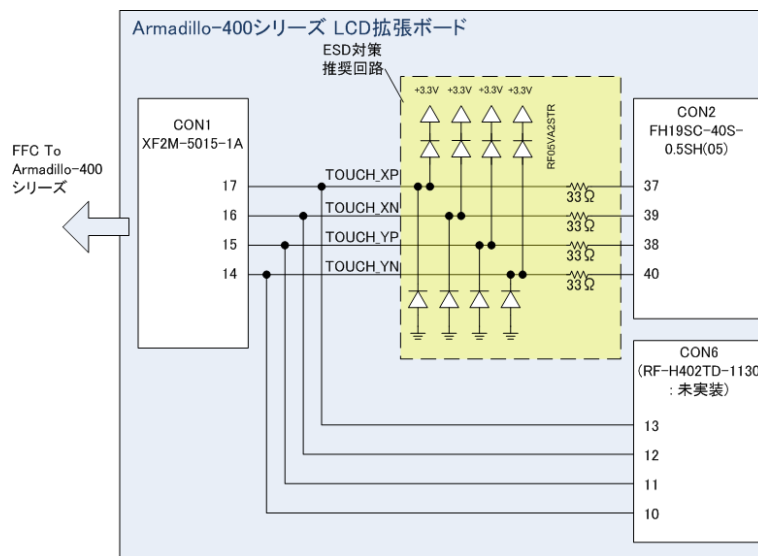 Armadillo-400シリーズ LCD拡張ボード
ESD対策
推奨回路
+3.3V +3.3V +3.3V +3.3V
RF05VA2STR
CON1
XF2M-5015-1A
CON2
FH19SC-40S-
0.5SH(05)
FFC To
Armadillo-400
シリーズ
17 TOUCH_XP 33Ω 37
16 TOUCH_XN 33Ω 39
15 TOUCH_YP 33Ω 38
14 TOUCH_YN 33Ω 40
CON6
(RF-H402TD-1130
: 未実装)
13
12
11
10